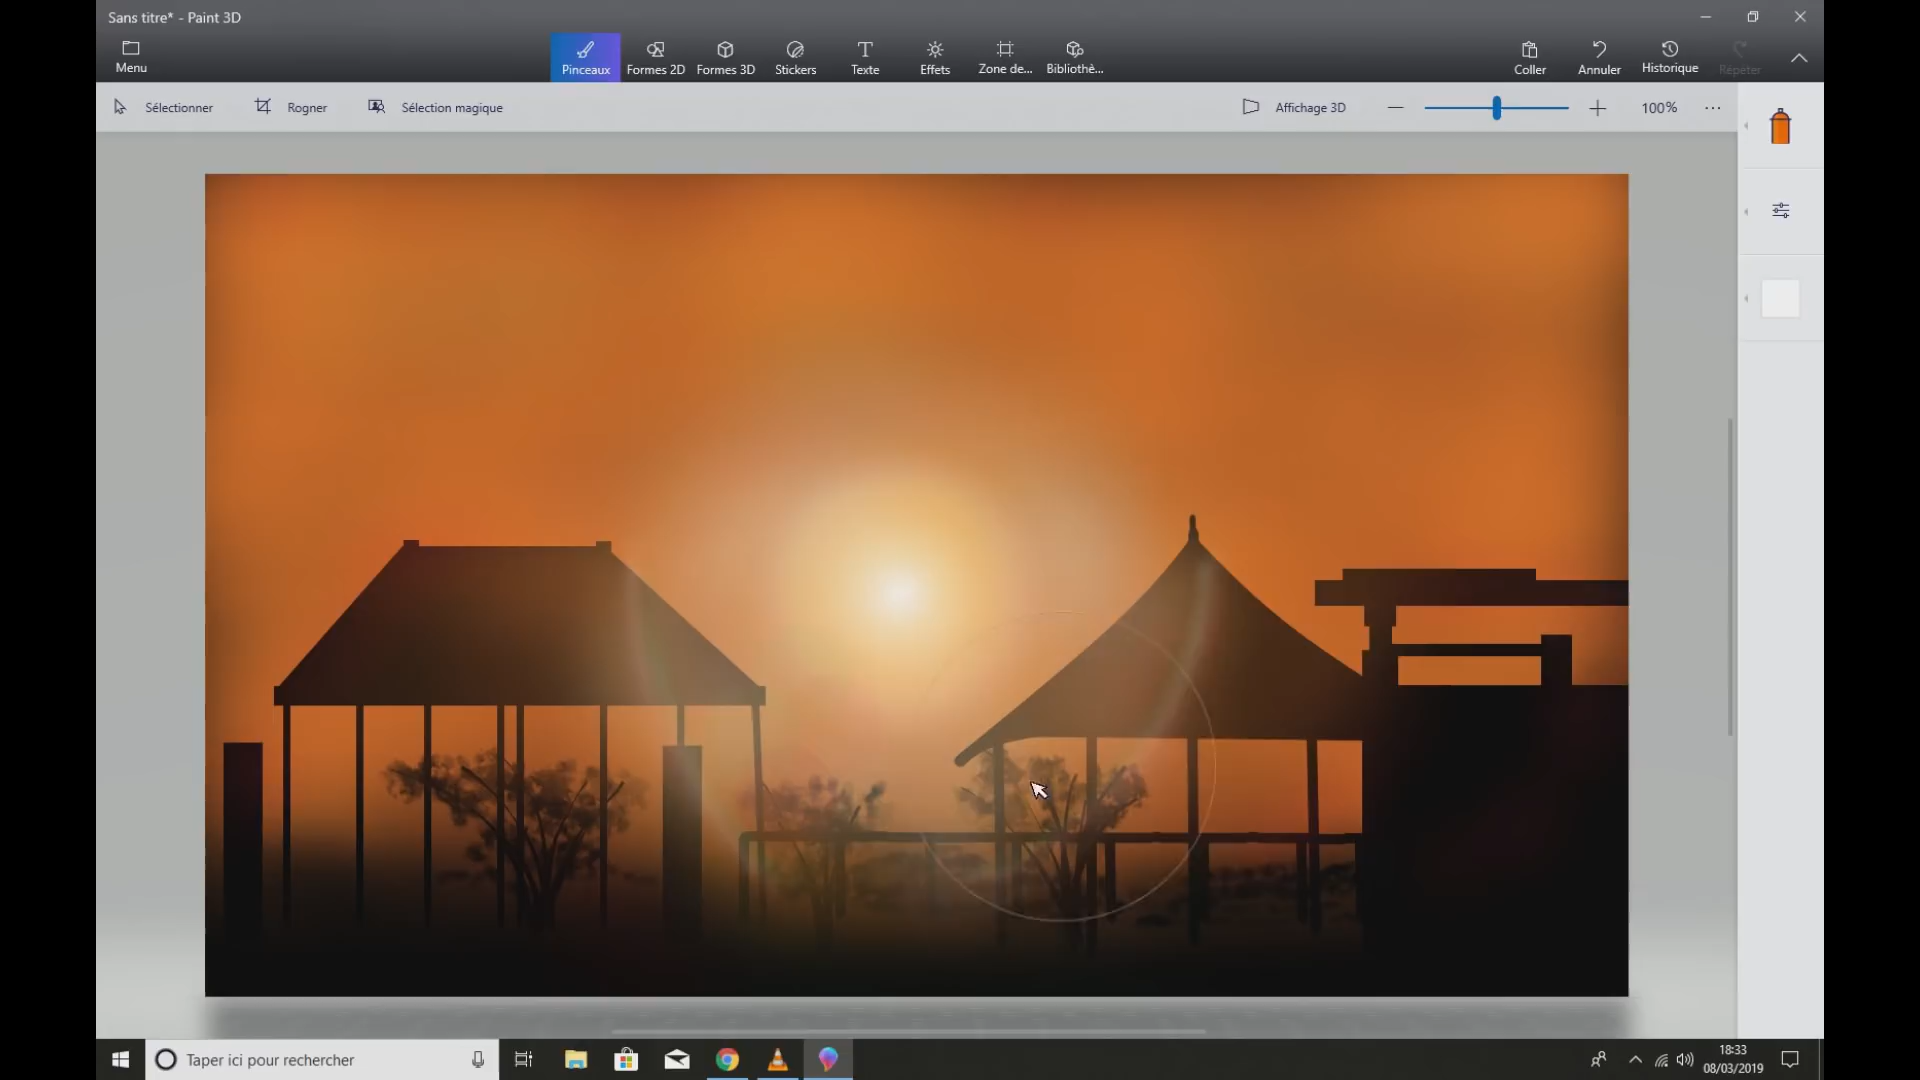 Sans titre* - Paint 3D
Menu
Pinceaux
Formes 2D
Formes 3D
Stickers
Texte
Effets
Zone de...
Bibliothè...
Coller
Annuler
Historique
Répéter
Sélectionner
Rogner
Sélection magique
Affichage 3D
100%
Taper ici pour rechercher
18:33
08/03/2019